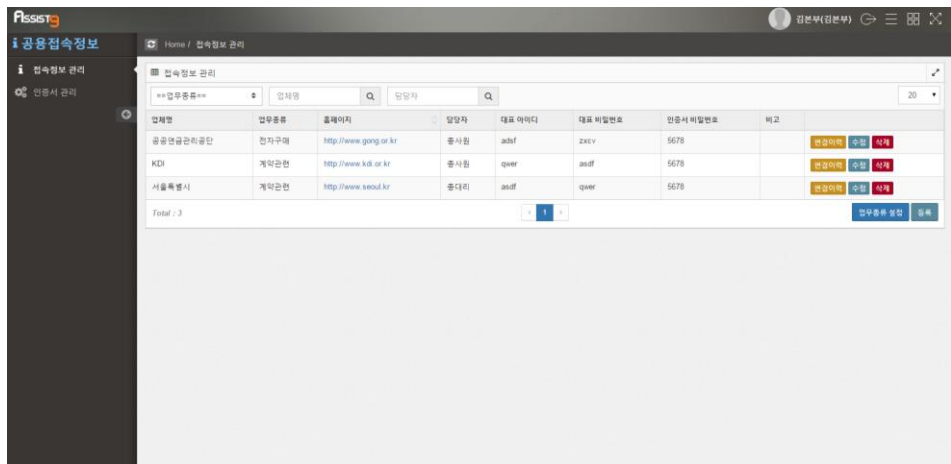 Assist9
김본부(김본부)
공용접속정보
Home / 접속정보 관리
접속정보 관리
인증서 관리
접속정보 관리
==업무종류== 업체명 담당자 20
업체명 업무종류 홈페이지 담당자 대표 아이디 대표 비밀번호 인증서 비밀번호 비고
공공연금관리공단 전자구매 http://www.gong.or.kr 홍사원 adsf zxcv 5678 변경이력 수정 삭제
KDI 계약관련 http://www.kdi.or.kr 홍사원 qwer asdf 5678 변경이력 수정 삭제
서울특별시 계약관련 http://www.seoul.kr 홍대리 asdf qwer 5678 변경이력 수정 삭제
Total : 3 1 업무종류 설정 등록